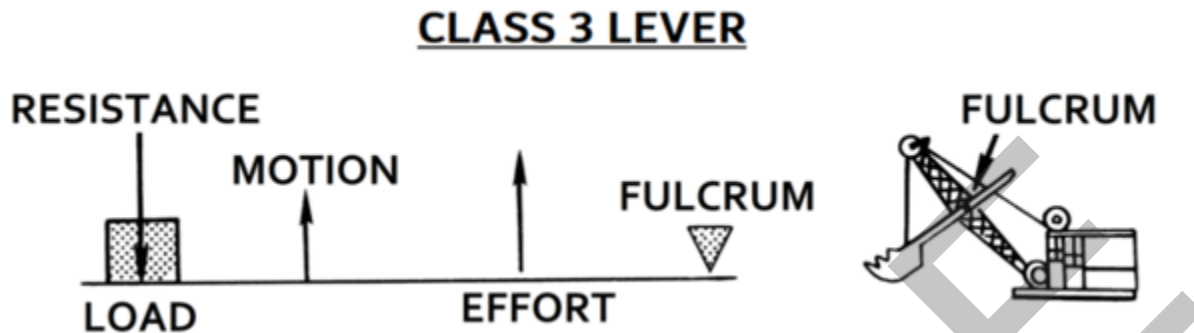 CLASS 3 LEVER
RESISTANCE
FULCRUM
MOTION
FULCRUM
EFFORT
LOAD